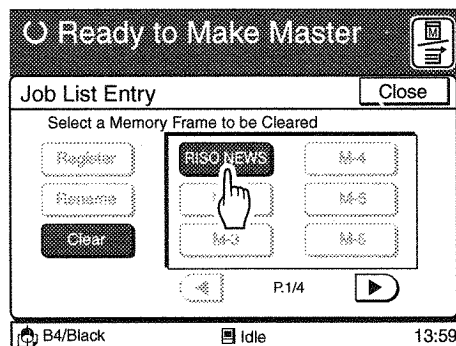 Ready to Make Master
M
Job List Entry
Close
Select a Memory Frame to be Cleared
Register
RISO NEWS
M-4
Rename
M-5
Clear
M-3
M-6
P.1/4
B4/Black
Idle
13:59